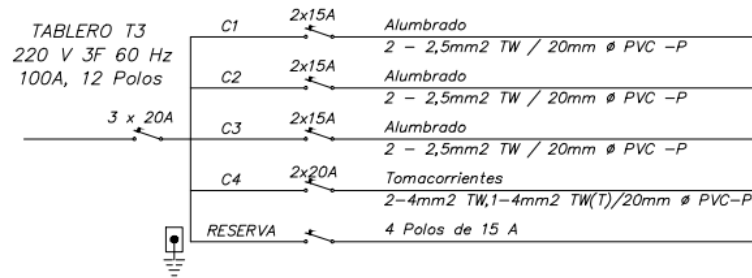 TABLERO T3
220 V 3F 60 Hz
100A, 12 Polos
3 x 20A
C1 2x15A Alumbrado
2 - 2,5mm2 TW / 20mm ø PVC -P
C2 2x15A Alumbrado
2 - 2,5mm2 TW / 20mm ø PVC -P
C3 2x15A Alumbrado
2 - 2,5mm2 TW / 20mm ø PVC -P
C4 2x20A Tomacorrientes
2-4mm2 TW,1-4mm2 TW(T)/20mm ø PVC-P
RESERVA 4 Polos de 15 A